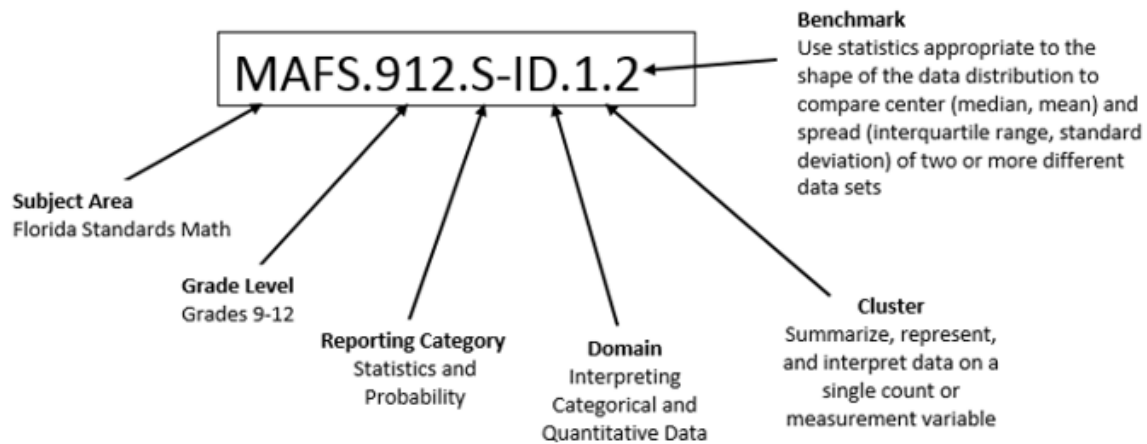 MAFS.912.S-ID.1.2
Benchmark
Use statistics appropriate to the
shape of the data distribution to
compare center (median, mean) and
spread (interquartile range, standard
deviation) of two or more different
data sets
Subject Area
Florida Standards Math
Grade Level
Grades 9-12
Reporting Category
Statistics and
Probability
Domain
Interpreting
Categorical and
Quantitative Data
Cluster
Summarize, represent,
and interpret data on a
single count or
measurement variable